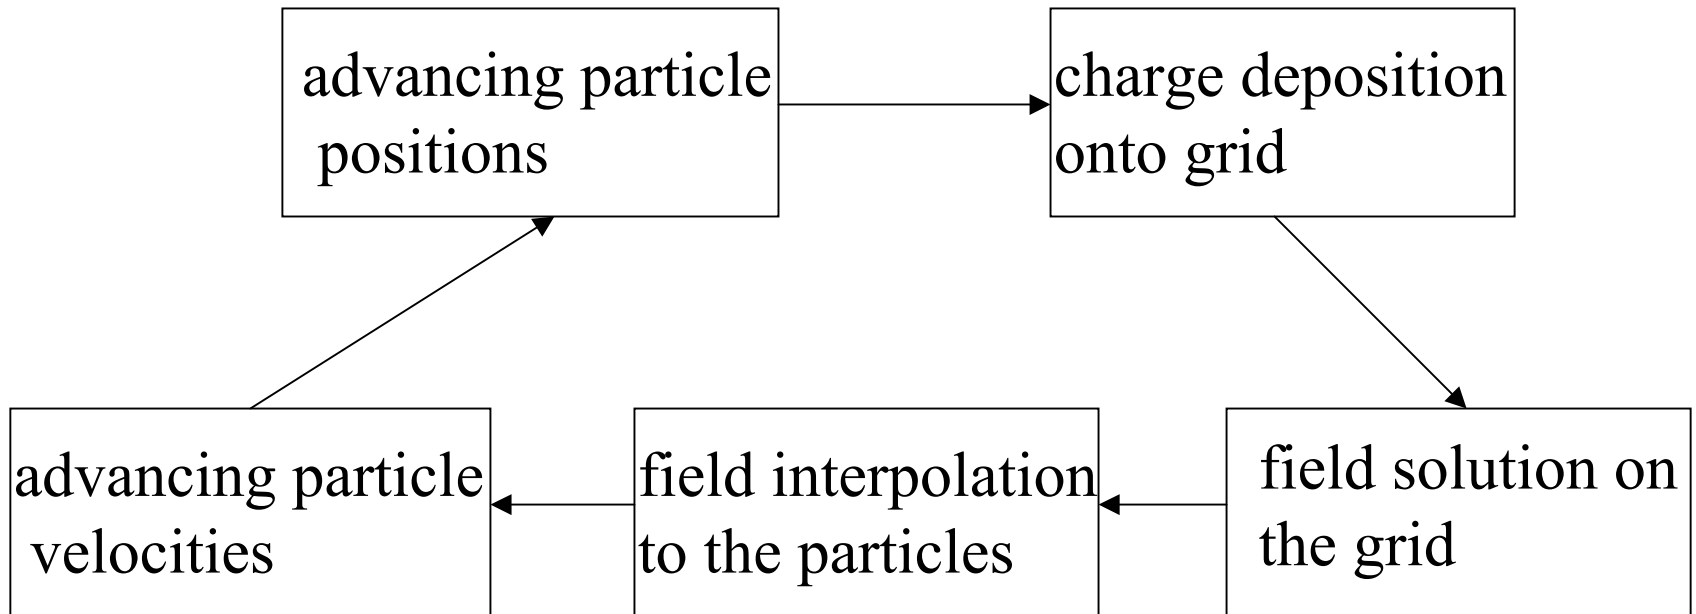 advancing particle
positions
charge deposition
onto grid
advancing particle
velocities
field interpolation
to the particles
field solution on
the grid